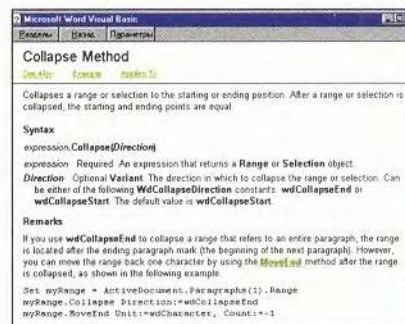 Microsoft Word Visual Basic
Разделы Назад Параметры
Collapse Method
See Also Example Applies To
Collapses a range or selection to the starting or ending position. After a range or selection is
collapsed, the starting and ending points are equal.
Syntax
expression.Collapse(Direction)
expression Required. An expression that returns a Range or Selection object.
Direction Optional Variant. The direction in which to collapse the range or selection. Can
be either of the following WdCollapseDirection constants: wdCollapseEnd or
wdCollapseStart. The default value is wdCollapseStart.
Remarks
If you use wdCollapseEnd to collapse a range that refers to an entire paragraph, the range
is located after the ending paragraph mark (the beginning of the next paragraph). However,
you can move the range back one character by using the MoveEnd method after the range
is collapsed, as shown in the following example.
Set myRange = ActiveDocument.Paragraphs(1).Range
myRange.Collapse Direction:=wdCollapseEnd
myRange.MoveEnd Unit:=wdCharacter, Count:=-1